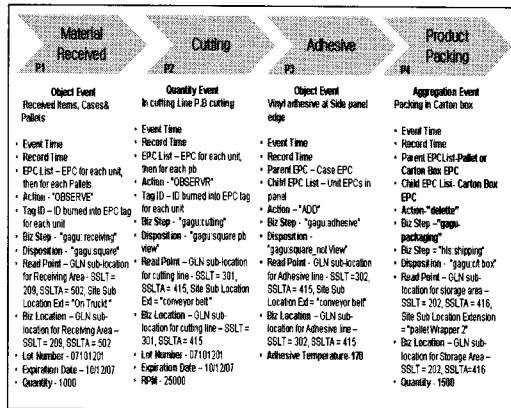 Material
Received
P1
Cutting
P2
Adhesive
P3
Product
Packing
P4
Object Event
Received Items, Cases&
Pallets
• Event Time
• Record Time
• EPC List – EPC for each unit,
then for each Pallets
• Action - "OBSERVE"
• Tag ID – ID burned into EPC tag
for each unit
• Biz Step - "gagu: receiving"
• Disposition - "gagu:square"
• Read Point – GLN sub-location
for Receiving Area - SSLT =
209, SSLTA = 502, Site Sub
Location Ext = "On Truckt"
• Biz Location – GLN sub-
location for Receiving Area –
SSLT = 209, SSLTA = 502
• Lot Number - 07101201
• Expiration Date – 10/12/07
• Quantity - 1000
Quantity Event
In cutting Line P.B cutting
• Event Time
• Record Time
• EPC List – EPC for each unit,
then for each pb
• Action - "OBSERVR"
• Tag ID – ID burned into EPC tag
for each unit
• Biz Step - "gagu:cutting"
• Disposition - "gagu:square pb
view"
• Read Point - GLN sub-location
for cutting line - SSLT = 301,
SSLTA = 415, Site Sub Location
Ext = "conveyor belt"
• Biz Location – GLN sub-
location for cutting line – SSLT =
301, SSLTA = 415
• Lot Number - 07101201
• Expiration Date – 10/12/07
• RPM - 25000
Object Event
Vinyl adhesive at Side panel
edge
• Event Time
• Record Time
• Parent EPC – Case EPC
• Child EPC List – Unit EPCs in
panel
• Action – "ADD"
• Biz Step - "gagu:adhesive"
• Disposition -
"gagu:square_not View"
• Read Point - GLN sub-location
for Adhesive line - SSLT =302,
SSLTA = 415, Site Sub Location
Ext = "conveyor belt"
• Biz Location – GLN sub-
location for Adhesive line –
SSLT = 302, SSLTA=415
• Adhesive Temperature-170
Aggregation Event
Packing in Carton box
• Event Time
• Record Time
• Parent EPCList-Pallet or
Carton Box EPC
• Child EPC List- Carton Box
EPC
• Action-"delette"
• Biz Step –"gagu-
packaging"
• Biz Step = "hls:shipping"
• Disposition - "gagu:c/t box"
• Read Point – GLN sub-location
for storage area –
SSLT = 202, SSLTA = 416,
Site Sub Location Extension
= "pallet Wrapper 2"
• Biz Location – GLN sub-
location for Storage Area –
SSLT = 202, SSLTA=416
• Quantity - 1500